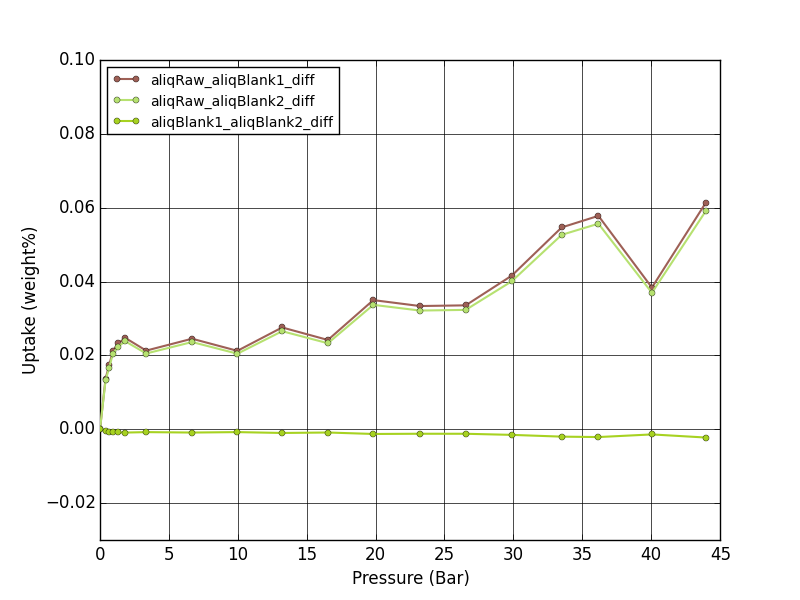 0.10
0.08
0.06
0.04
0.02
0.00
−0.02
0 5 10 15 20 25 30 35 40 45
Uptake (weight%)
Pressure (Bar)
aliqRaw_aliqBlank1_diff
aliqRaw_aliqBlank2_diff
aliqBlank1_aliqBlank2_diff